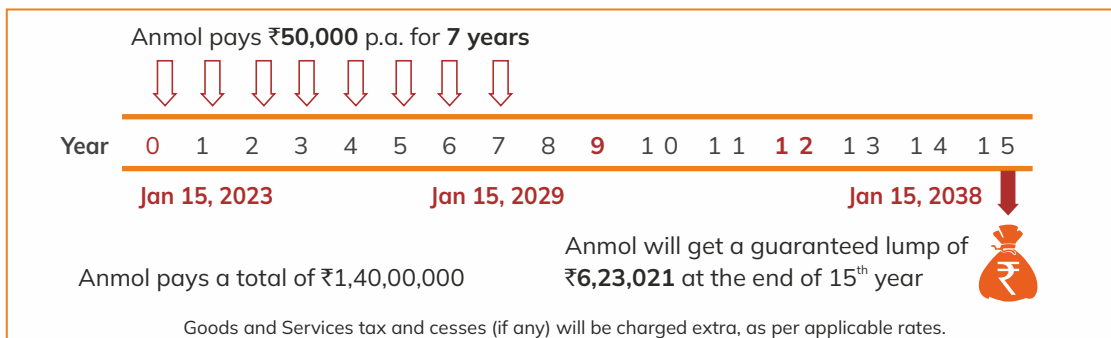 Anmol pays ₹50,000 p.a. for 7 years
Year 0 1 2 3 4 5 6 7 8 9 10 11 12 13 14 15
Jan 15, 2023 Jan 15, 2029 Jan 15, 2038
Anmol pays a total of ₹1,40,00,000
Anmol will get a guaranteed lump of
₹6,23,021 at the end of 15th year
₹
Goods and Services tax and cesses (if any) will be charged extra, as per applicable rates.